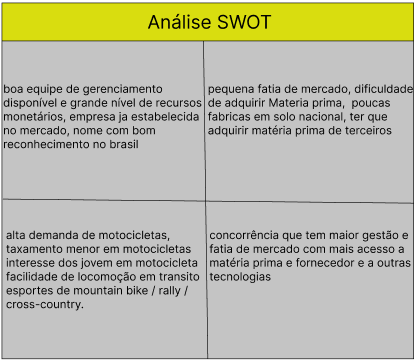 Análise SWOT
boa equipe de gerenciamento
disponível e grande nível de recursos
monetários, empresa ja estabelecida
no mercado, nome com bom
reconhecimento no brasil
pequena fatia de mercado, dificuldade
de adquirir Materia prima,  poucas
fabricas em solo nacional, ter que
adquirir matéria prima de terceiros
alta demanda de motocicletas,
taxamento menor em motocicletas
interesse dos jovem em motocicleta
facilidade de locomoção em transito
esportes de mountain bike / rally /
cross-country.
concorrência que tem maior gestão e
fatia de mercado com mais acesso a
matéria prima e fornecedor e a outras
tecnologias